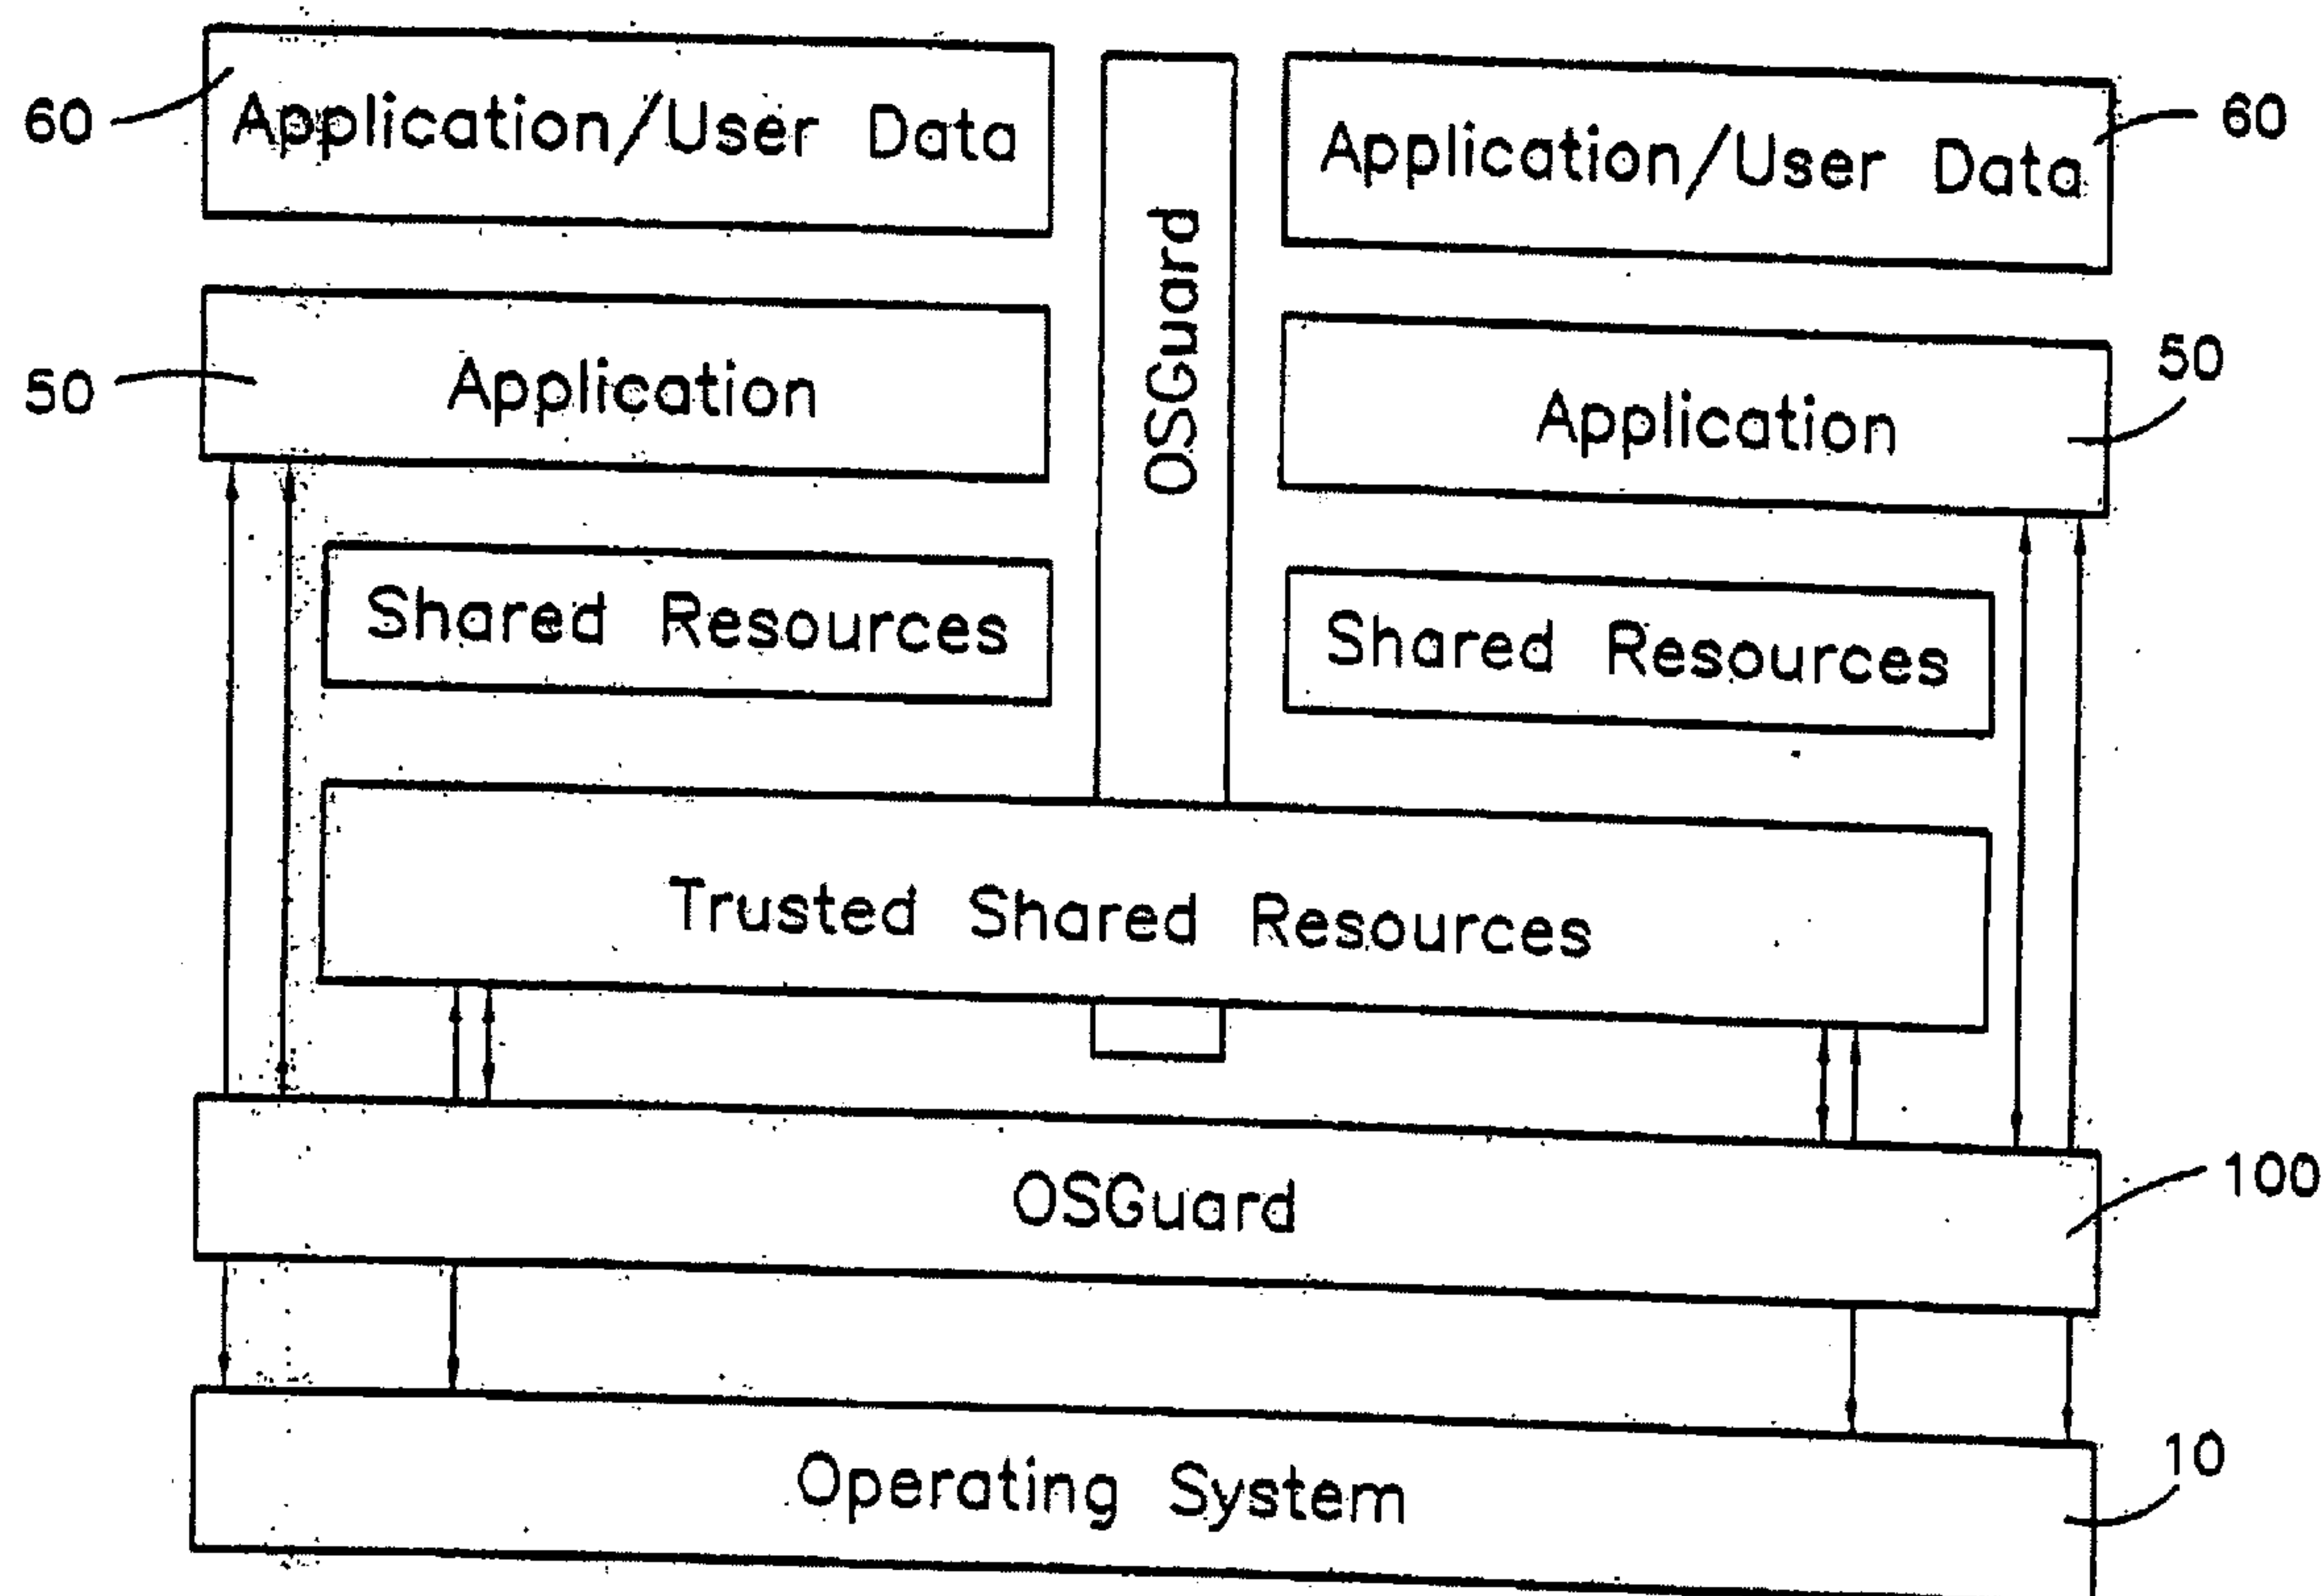 60
Application/User Data
Application/User Data
60
50
Application
OSGuard
Application
50
Shared Resources
Shared Resources
Trusted Shared Resources
OSGuard
100
Operating System
10